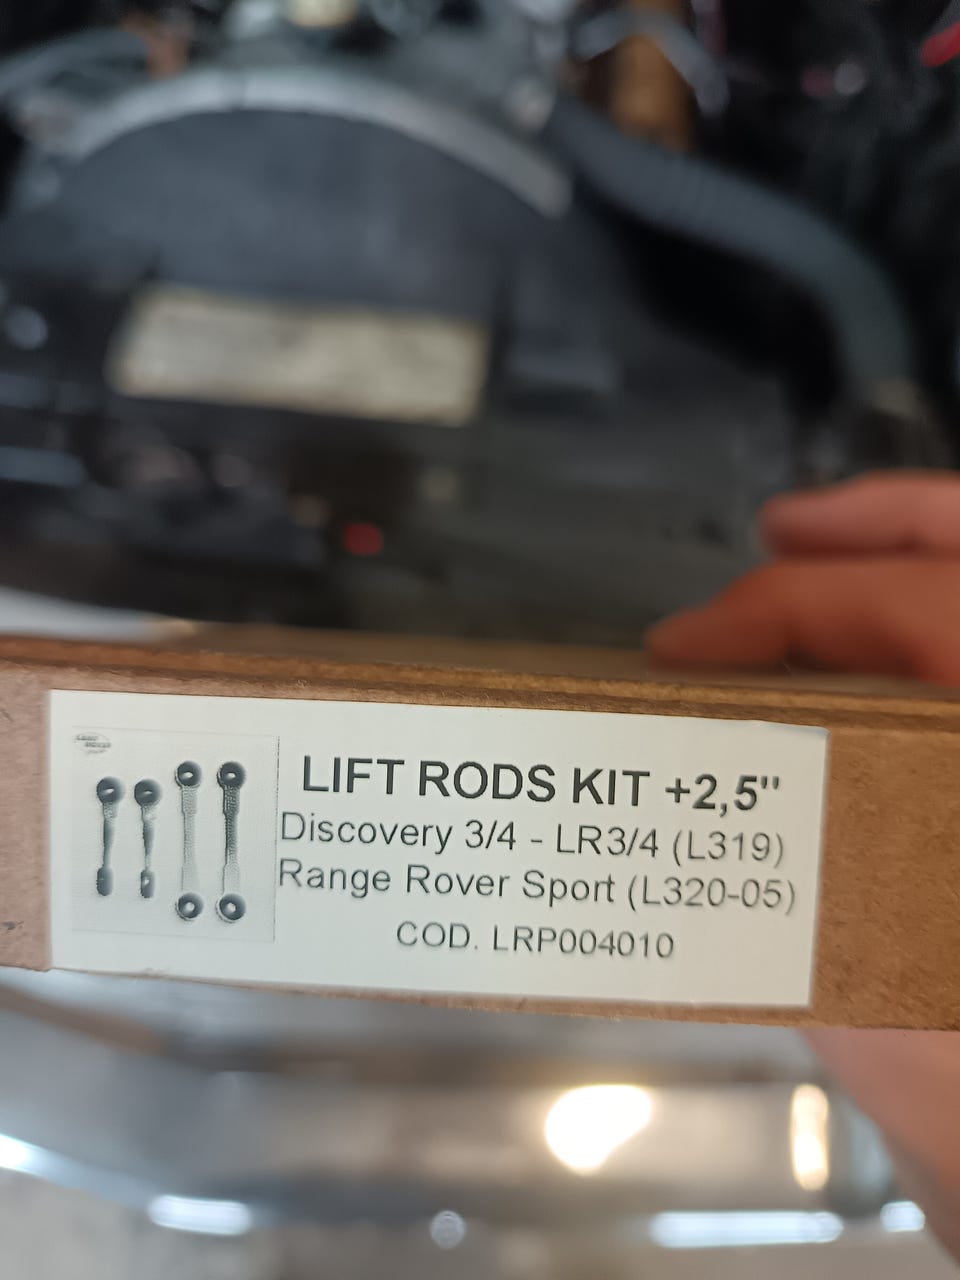 LIFT RODS KIT +2,5"
Discovery 3/4 - LR3/4 (L319)
Range Rover Sport (L320-05)
COD. LRP004010